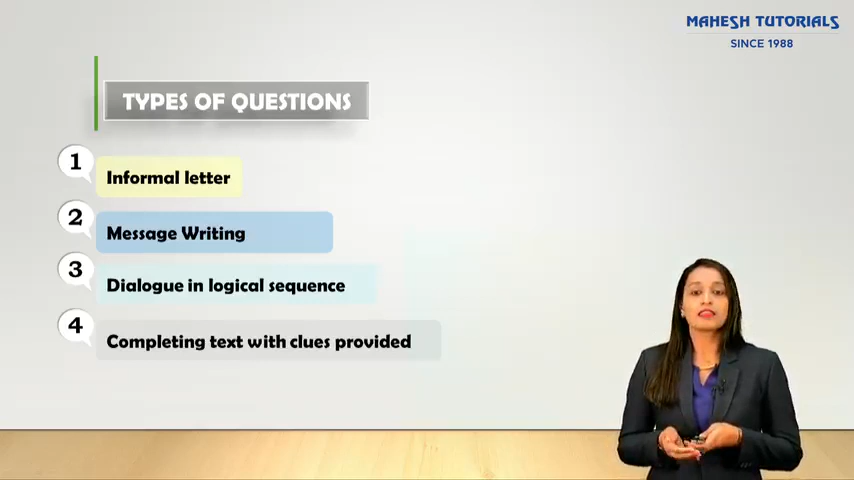 MAHESH TUTORIALS
SINCE 1988
TYPES OF QUESTIONS
1
Informal letter
2
Message Writing
3
Dialogue in logical sequence
4
Completing text with clues provided